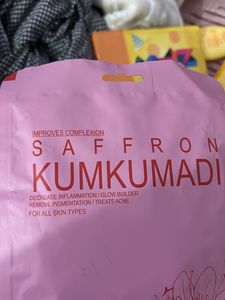 IMPROVES COMPLEXION
SAFFRON
KUMKUMADI
DECREASE INFLAMMATION / GLOW BUILDER
REMOVE PIGMENTATION / TREATS ACNE
FOR ALL SKIN TYPES